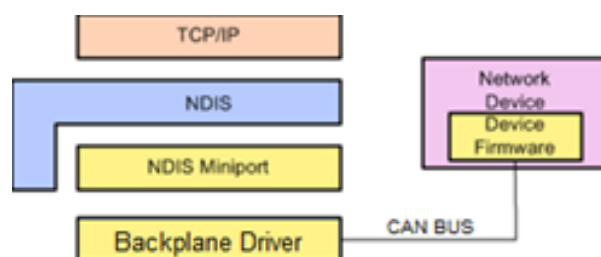 TCP/IP
NDIS
NDIS Miniport
Backplane Driver
CAN BUS
Network
Device
Device
Firmware